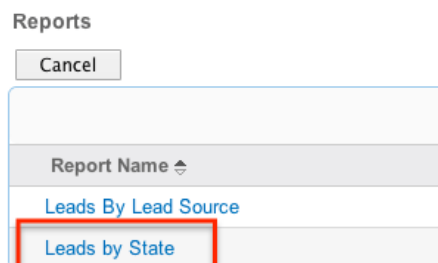 Reports
Cancel
Report Name
Leads By Lead Source
Leads by State